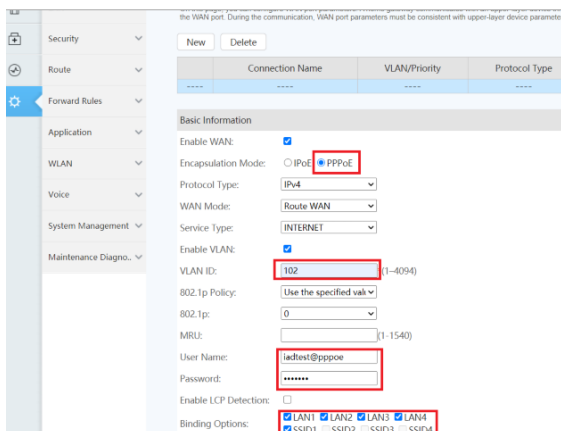 the WAN port. During the communication, WAN port parameters must be consistent with upper-layer device paramete
Security
Route
Forward Rules
Application
WLAN
Voice
System Management
Maintenance Diagno..
New Delete
Connection Name VLAN/Priority Protocol Type
---- ---- ---- ----
Basic Information
Enable WAN:
Encapsulation Mode: IPoE PPPoE
Protocol Type: IPv4
WAN Mode: Route WAN
Service Type: INTERNET
Enable VLAN:
VLAN ID: 102 (1-4094)
802.1p Policy: Use the specified valu
802.1p: 0
MRU: (1-1540)
User Name: iadtest@pppoe
Password: •••••••
Enable LCP Detection:
Binding Options: LAN1 LAN2 LAN3 LAN4
SSID1 SSID2 SSID3 SSID4